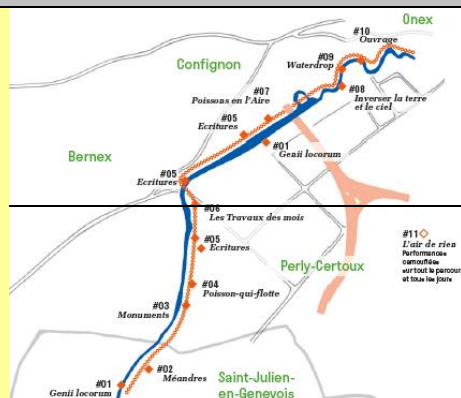 Onex
#10
Ouvrage
#09
Waterdrop
Confignon
#08
Inverser la terre
et le ciel
#07
Poissons en l'Aire
#05
Ecritures
#01
Genii locorum
Bernex
#05
Ecritures
#06
Les Travaux des mois
#05
Ecritures
#11
L'air de rien
Performances
camouflées
surtout le parcours
et tous les jours
Perly-Certoux
#04
Poisson-qui-flotte
#03
Monuments
#02
Méandres
#01
Genii locorum
Saint-Julien-
en-Genevois